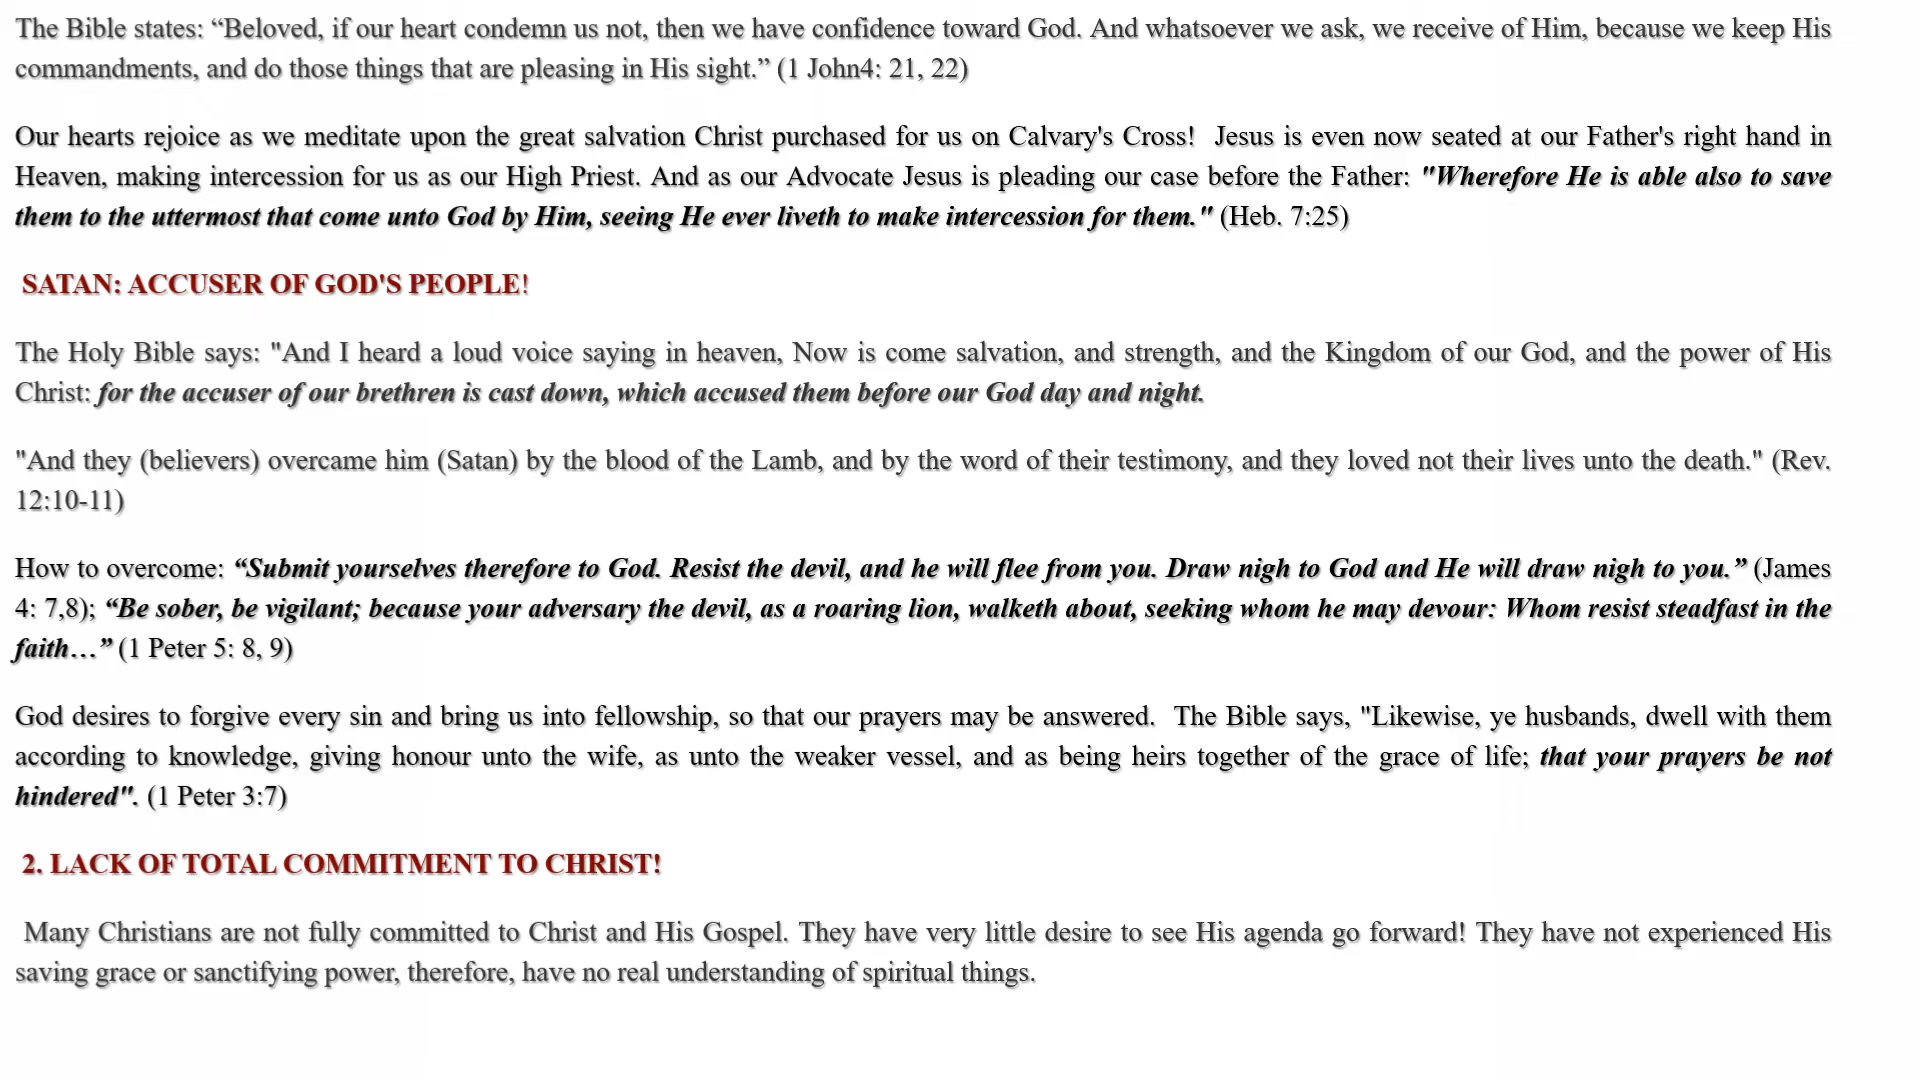 The Bible states: “Beloved, if our heart condemn us not, then we have confidence toward God. And whatsoever we ask, we receive of Him, because we keep His
commandments, and do those things that are pleasing in His sight.” (1 John4: 21, 22)
Our hearts rejoice as we meditate upon the great salvation Christ purchased for us on Calvary's Cross!  Jesus is even now seated at our Father's right hand in
Heaven, making intercession for us as our High Priest. And as our Advocate Jesus is pleading our case before the Father: "Wherefore He is able also to save
them to the uttermost that come unto God by Him, seeing He ever liveth to make intercession for them." (Heb. 7:25)
SATAN: ACCUSER OF GOD'S PEOPLE!
The Holy Bible says: "And I heard a loud voice saying in heaven, Now is come salvation, and strength, and the Kingdom of our God, and the power of His
Christ: for the accuser of our brethren is cast down, which accused them before our God day and night.
"And they (believers) overcame him (Satan) by the blood of the Lamb, and by the word of their testimony, and they loved not their lives unto the death." (Rev.
12:10-11)
How to overcome: “Submit yourselves therefore to God. Resist the devil, and he will flee from you. Draw nigh to God and He will draw nigh to you.” (James
4: 7,8); “Be sober, be vigilant; because your adversary the devil, as a roaring lion, walketh about, seeking whom he may devour: Whom resist steadfast in the
faith…” (1 Peter 5: 8, 9)
God desires to forgive every sin and bring us into fellowship, so that our prayers may be answered.  The Bible says, "Likewise, ye husbands, dwell with them
according to knowledge, giving honour unto the wife, as unto the weaker vessel, and as being heirs together of the grace of life; that your prayers be not
hindered". (1 Peter 3:7)
2. LACK OF TOTAL COMMITMENT TO CHRIST!
Many Christians are not fully committed to Christ and His Gospel. They have very little desire to see His agenda go forward! They have not experienced His
saving grace or sanctifying power, therefore, have no real understanding of spiritual things.